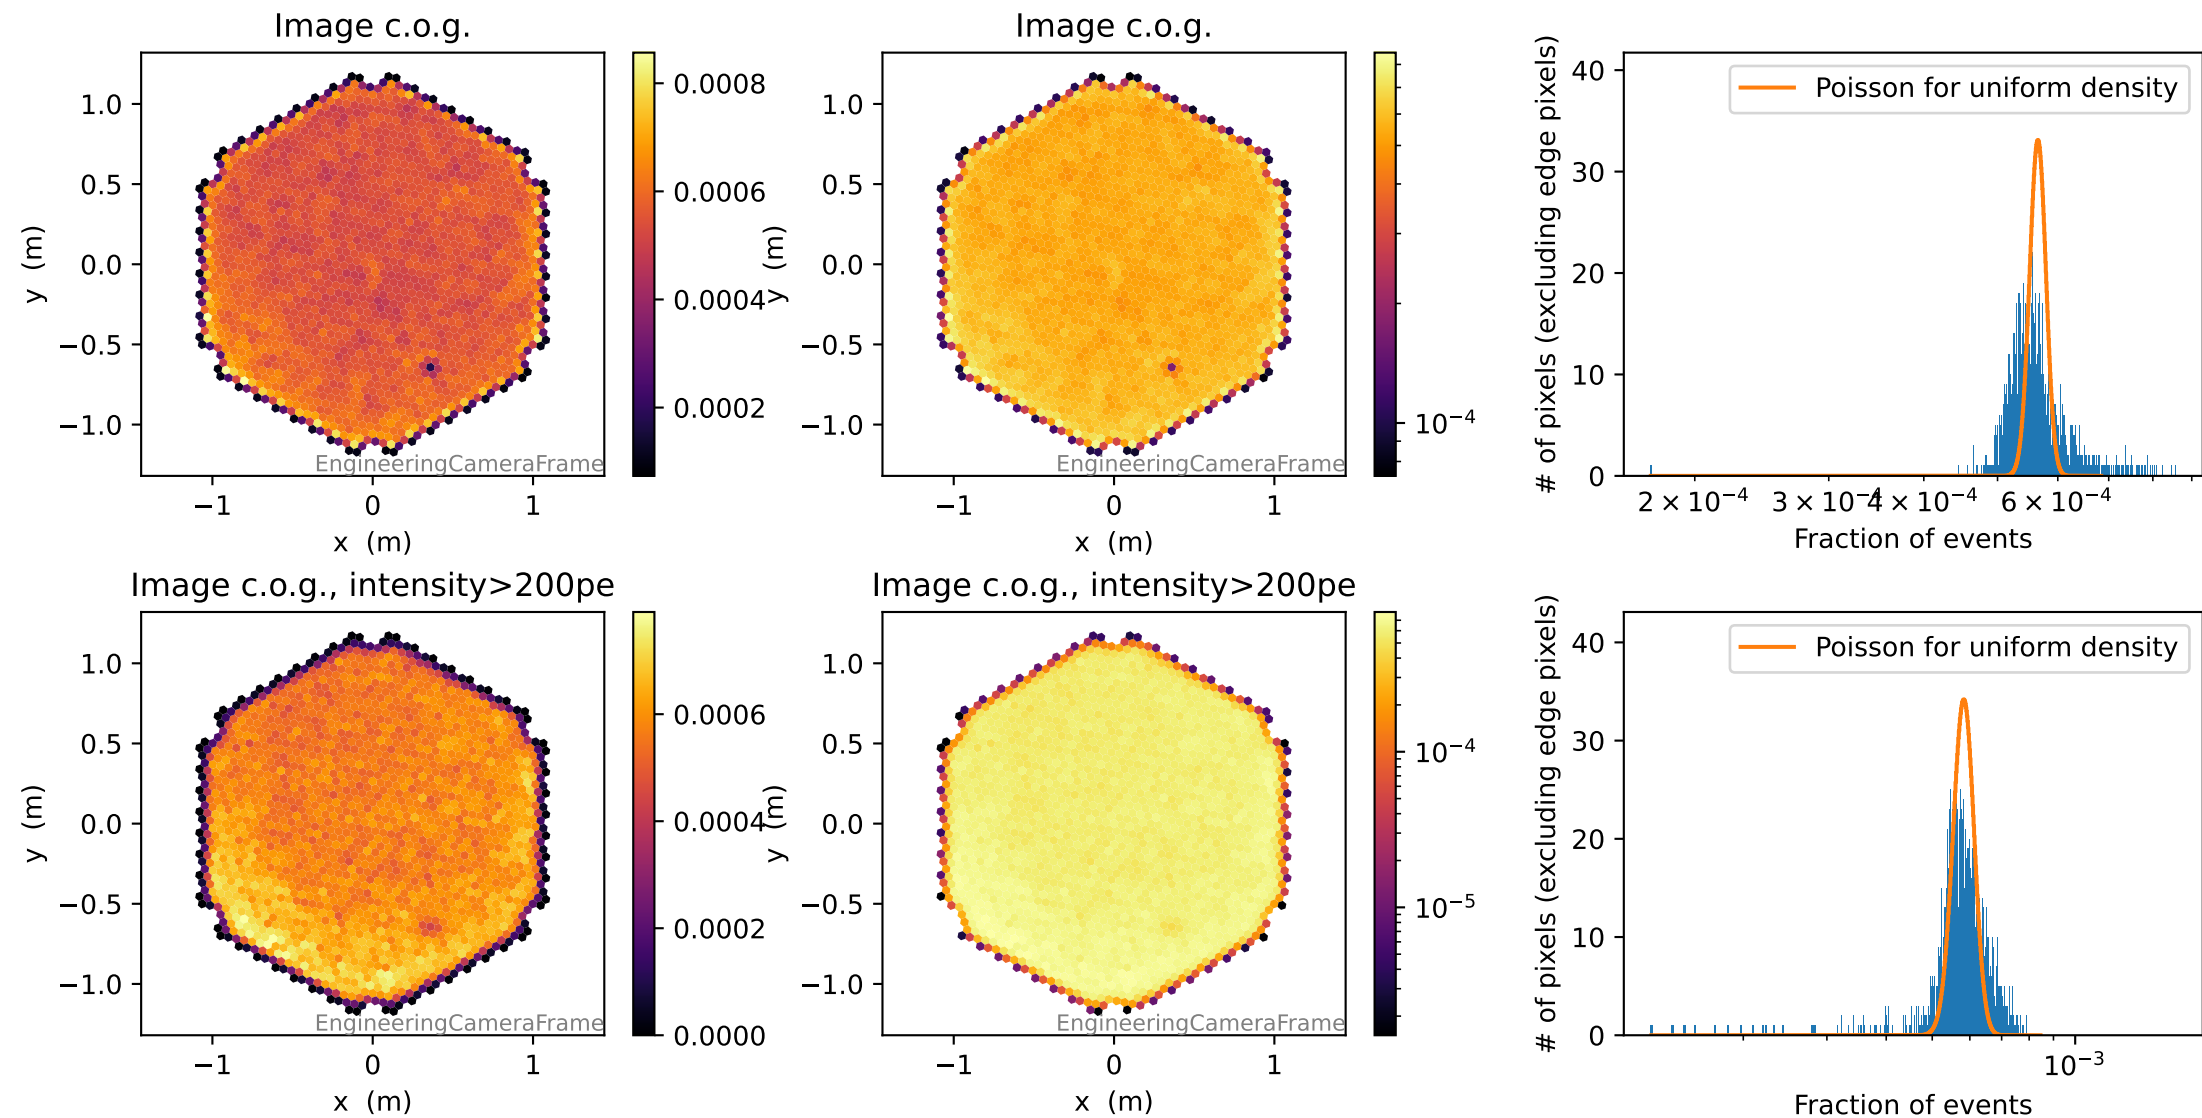 Image c.o.g.
y (m)
1.0
0.5
0.0
−0.5
−1.0
−1
0
1
x (m)
EngineeringCameraFrame
0.0008
0.0006
0.0004
0.0002
Image c.o.g.
y (m)
1.0
0.5
0.0
−0.5
−1.0
−1
0
1
x (m)
EngineeringCameraFrame
10⁻⁴
# of pixels (excluding edge pixels)
40
30
20
10
0
Poisson for uniform density
2 × 10⁻⁴
3 × 10⁻⁴
4 × 10⁻⁴
6 × 10⁻⁴
Fraction of events
Image c.o.g., intensity>200pe
y (m)
1.0
0.5
0.0
−0.5
−1.0
−1
0
1
x (m)
EngineeringCameraFrame
0.0006
0.0004
0.0002
0.0000
Image c.o.g., intensity>200pe
y (m)
1.0
0.5
0.0
−0.5
−1.0
−1
0
1
x (m)
EngineeringCameraFrame
10⁻⁴
10⁻⁵
# of pixels (excluding edge pixels)
40
30
20
10
0
Poisson for uniform density
10⁻³
Fraction of events